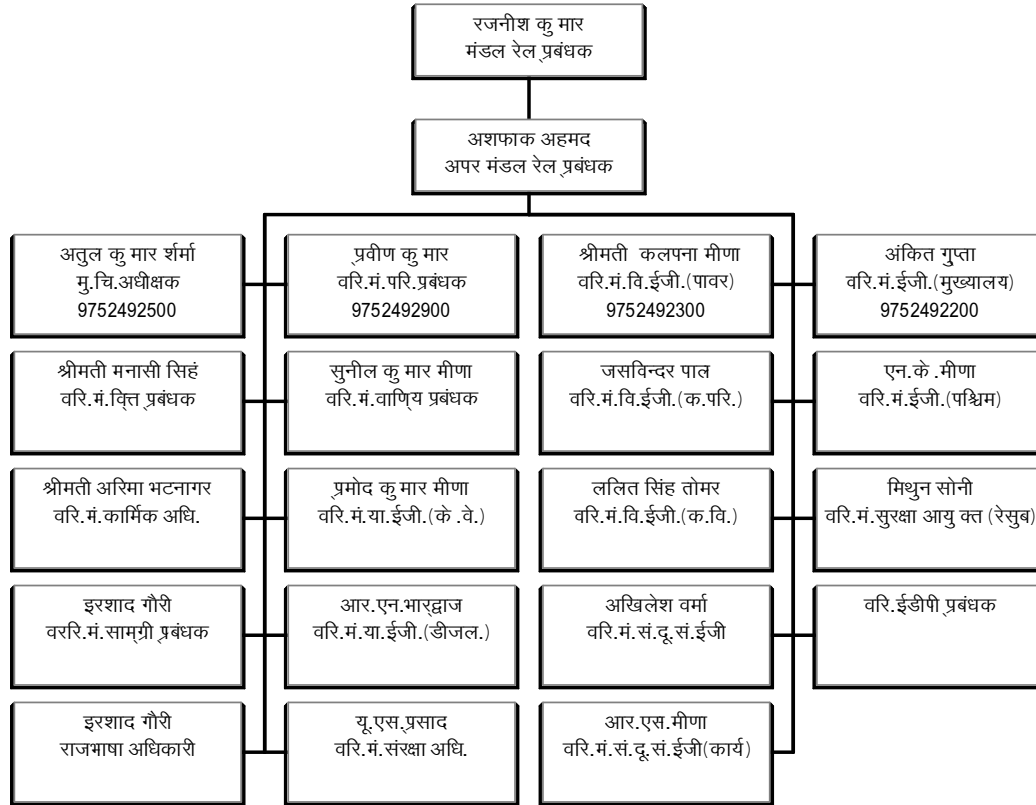 रजनीश कुमार
मंडल रेल प्रबंधक
अशफाक अहमद
अपर मंडल रेल प्रबंधक
अतुल कुमार शर्मा
मु.चि.अधीक्षक
9752492500
प्रवीण कुमार
वरि.मं.परि.प्रबंधक
9752492900
श्रीमती कलपना मीणा
वरि.मं.वि.ईजी.(पावर)
9752492300
अंकित गुप्ता
वरि.मं.ईजी.(मुख्यालय)
9752492200
श्रीमती मनासी सिहं
वरि.मं.वित्ति प्रबंधक
सुनील कुमार मीणा
वरि.मं.वाणिय प्रबंधक
जसविन्दर पाल
वरि.मं.वि.ईजी.(क.परि.)
एन.के.मीणा
वरि.मं.ईजी.(पश्चिम)
श्रीमती अरिमा भटनागर
वरि.मं.कार्मिक अधि.
प्रमोद कुमार मीणा
वरि.मं.या.ईजी.(के.वे.)
ललित सिंह तोमर
वरि.मं.वि.ईजी.(क.वि.)
मिथुन सोनी
वरि.मं.सुरक्षा आयुक्त (रेसुब)
इरशाद गौरी
वररि.मं.सामग्री प्रबंधक
आर.एन.भारद्वाज
वरि.मं.या.ईजी.(डीजल.)
अखिलेश वर्मा
वरि.मं.सं.दू.सं.ईजी
वरि.ईडीपी प्रबंधक
इरशाद गौरी
राजभाषा अधिकारी
यू.एस.प्रसाद
वरि.मं.संरक्षा अधि.
आर.एस.मीणा
वरि.मं.सं.दू.सं.ईजी(कार्य)